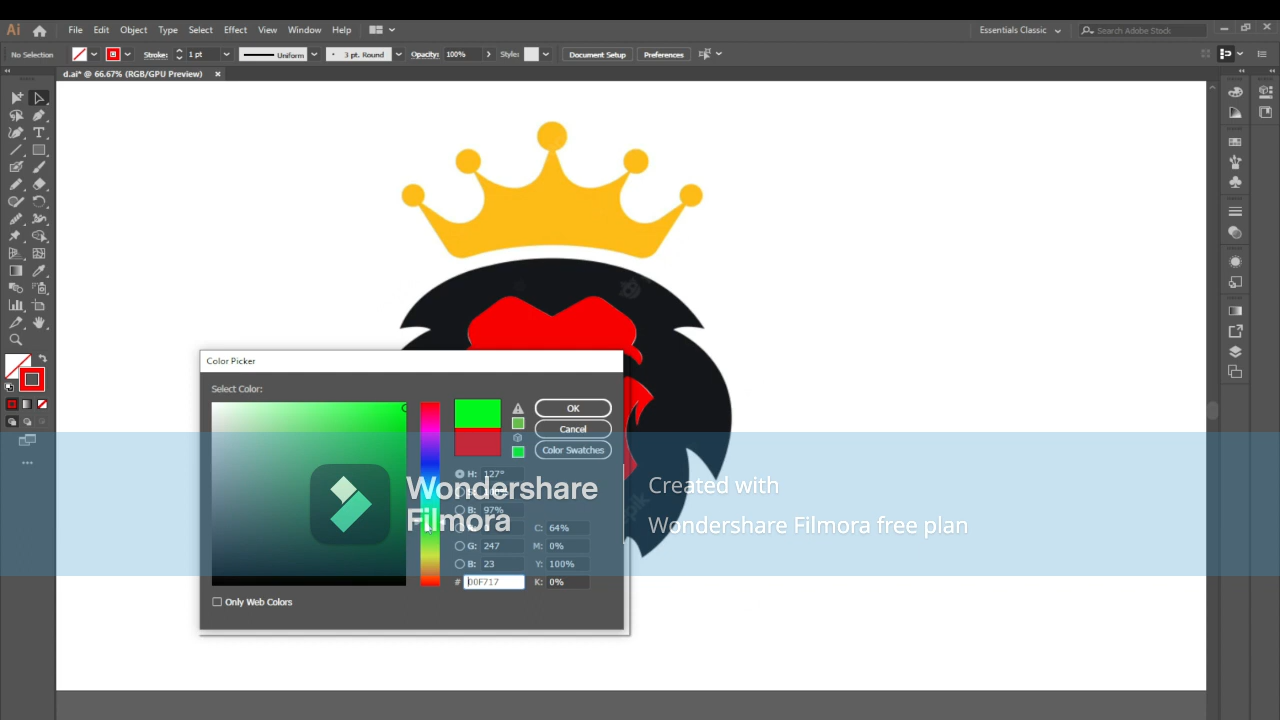 Ai File Edit Object Type Select Effect View Window Help Essentials Classic Search Adobe Stock
No Selection Stroke: 1 pt Uniform 3 pt. Round Opacity: 100% Style: Document Setup Preferences
d.ai* @ 66.67% (RGB/GPU Preview)
Color Picker
Select Color:
OK
Cancel
Color Swatches
H: 127°
B: 97%
C: 64%
G: 247 M: 0%
B: 23 Y: 100%
# 00F717 K: 0%
Only Web Colors
Wondershare
Filmora
Created with
Wondershare Filmora free plan